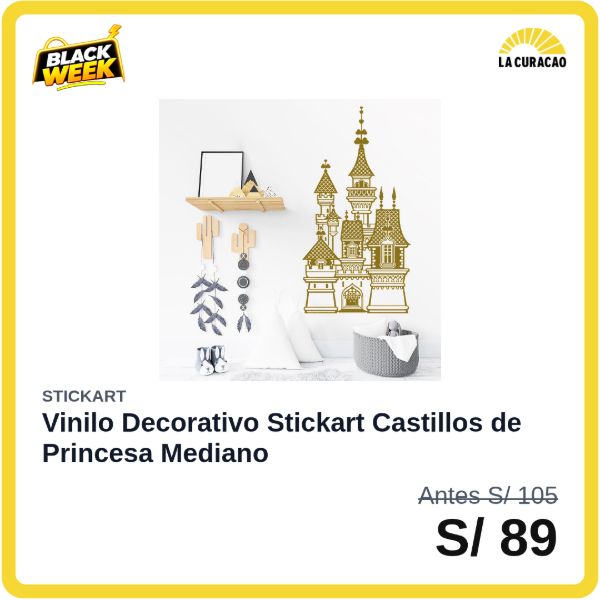 BLACK
WEEK
LA CURACAO
STICKART
Vinilo Decorativo Stickart Castillos de
Princesa Mediano
Antes S/ 105
S/ 89